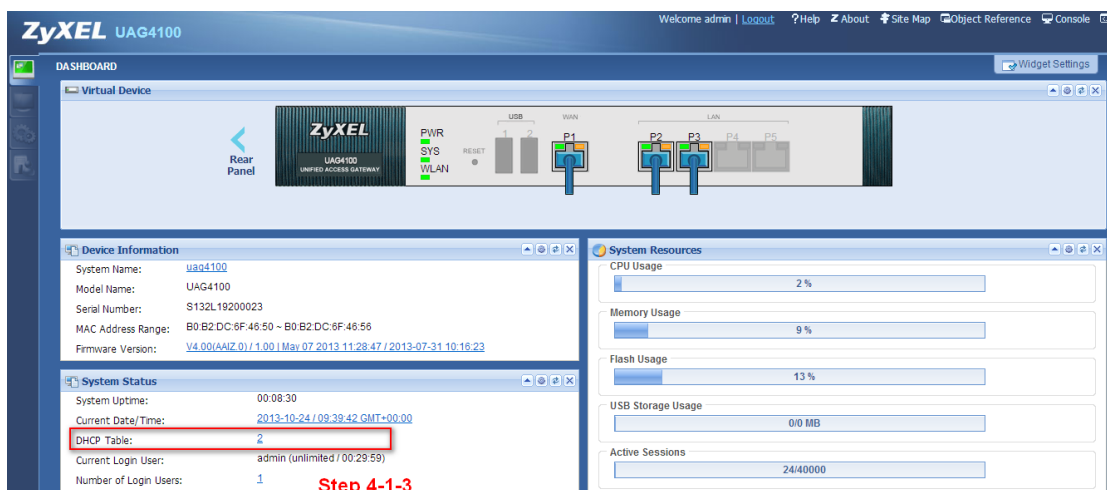 ZyXEL UAG4100
Welcome admin | Logout ?Help Z About Site Map Object Reference Console
DASHBOARD
Widget Settings
Virtual Device
Rear Panel
ZyXEL
UAG4100
UNIFIED ACCESS GATEWAY
PWR
SYS
WLAN
RESET
USB
1 2
WAN
P1
LAN
P2 P3 P4 P5
Device Information
System Name: uag4100
Model Name: UAG4100
Serial Number: S132L19200023
MAC Address Range: B0:B2:DC:6F:46:50 ~ B0:B2:DC:6F:46:56
Firmware Version: V4.00(AAIZ.0) / 1.00 | May 07 2013 11:28:47 / 2013-07-31 10:16:23
System Status
System Uptime: 00:08:30
Current Date/Time: 2013-10-24 / 09:39:42 GMT+00:00
DHCP Table: 2
Current Login User: admin (unlimited / 00:29:59)
Number of Login Users: 1
Step 4-1-3
System Resources
CPU Usage
2 %
Memory Usage
9 %
Flash Usage
13 %
USB Storage Usage
0/0 MB
Active Sessions
24/40000